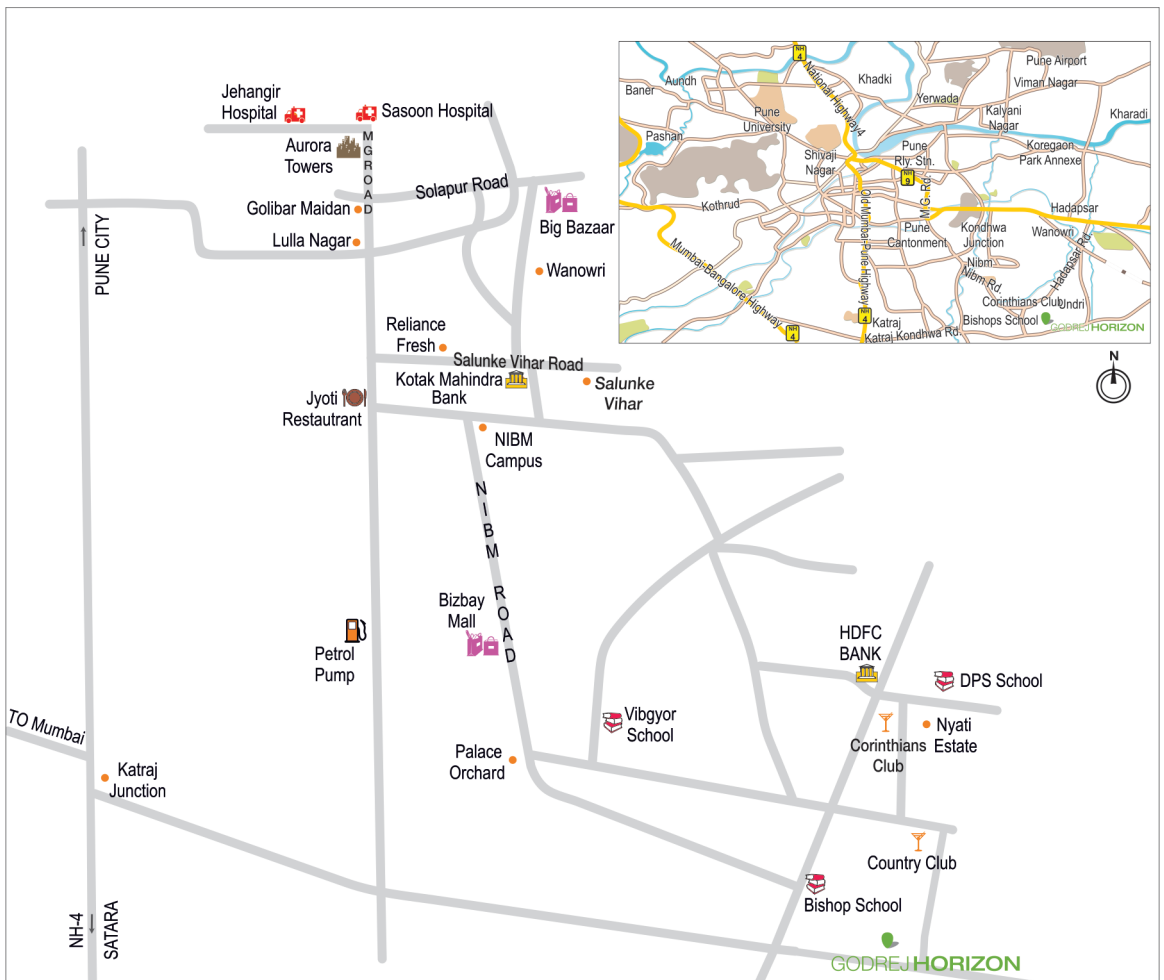 Jehangir
Hospital
Sasoon Hospital
Aurora
Towers
MGROAD
Solapur Road
Golibar Maidan
Lulla Nagar
Big Bazaar
Wanowri
PUNE CITY
Reliance
Fresh
Salunke Vihar Road
Kotak Mahindra
Bank
Salunke
Vihar
Jyoti
Restautrant
NIBM
Campus
NIBM ROAD
Bizbay
Mall
Petrol
Pump
HDFC
BANK
DPS School
Vibgyor
School
Corinthians
Club
Nyati
Estate
TO Mumbai
Katraj
Junction
Palace
Orchard
Country Club
Bishop School
NH-4
SATARA
GODREJ HORIZON
N
NH
4
National Highway4
Pune Airport
Aundh
Baner
Khadki
Viman Nagar
Yerwada
Pune
University
Kalyani
Nagar
Kharadi
Pashan
Shivaji
Nagar
Pune
Rly. Stn.
Koregaon
Park Annexe
NH
9
Kothrud
Old Mumbai-Pune Highway
M.G. Rd.
Hadapsar
Pune
Cantonment
Kondhwa
Junction
Wanowri
Mumbai-Bangalore Highway
Nibm
Nibm Rd.
Hadapsar Rd.
Corinthians Club
Undri
NH
4
NH
4
Katraj
Bishops School
Katraj Kondhwa Rd.
GODREJ HORIZON